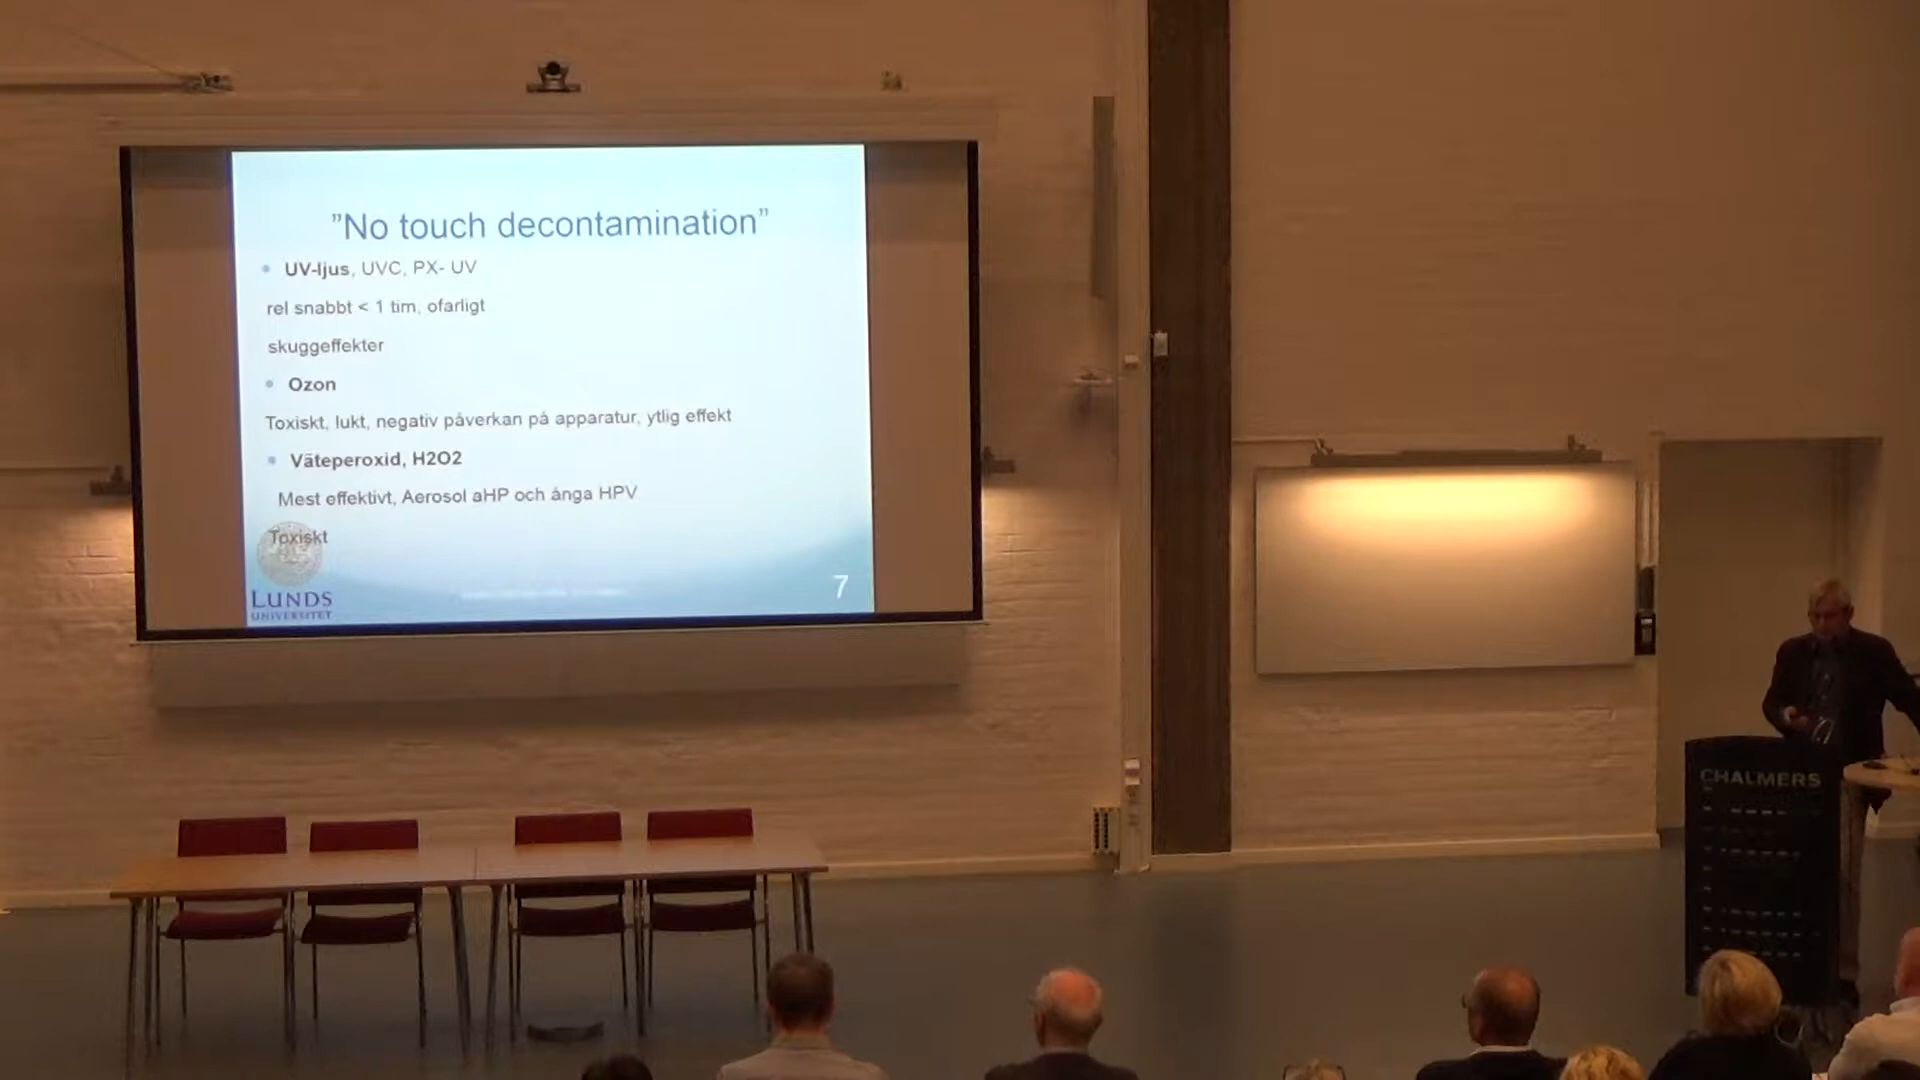 ”No touch decontamination”
• UV-ljus, UVC, PX- UV
rel snabbt < 1 tim, ofarligt
skuggeffekter
• Ozon
Toxiskt, lukt, negativ påverkan på apparatur, ytlig effekt
• Väteperoxid, H2O2
Mest effektivt, Aerosol aHP och ånga HPV
Toxiskt
LUNDS
UNIVERSITET
7
CHALMERS